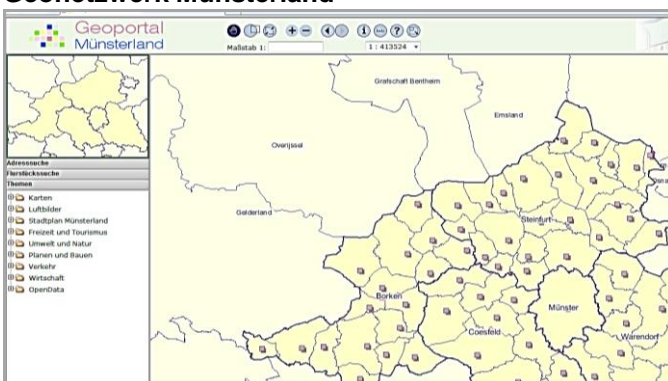 Geonetzwerk Münsterland
Geoportal
Münsterland
Maßstab 1:
1 : 413524
Adresssuche
Flurstückssuche
Themen
Karten
Luftbilder
Stadtplan Münsterland
Freizeit und Tourismus
Umwelt und Natur
Planen und Bauen
Verkehr
Wirtschaft
OpenData
Grafschaft Bentheim
Emsland
Overijssel
Gelderland
Steinfurt
Borken
Münster
Coesfeld
Warendorf